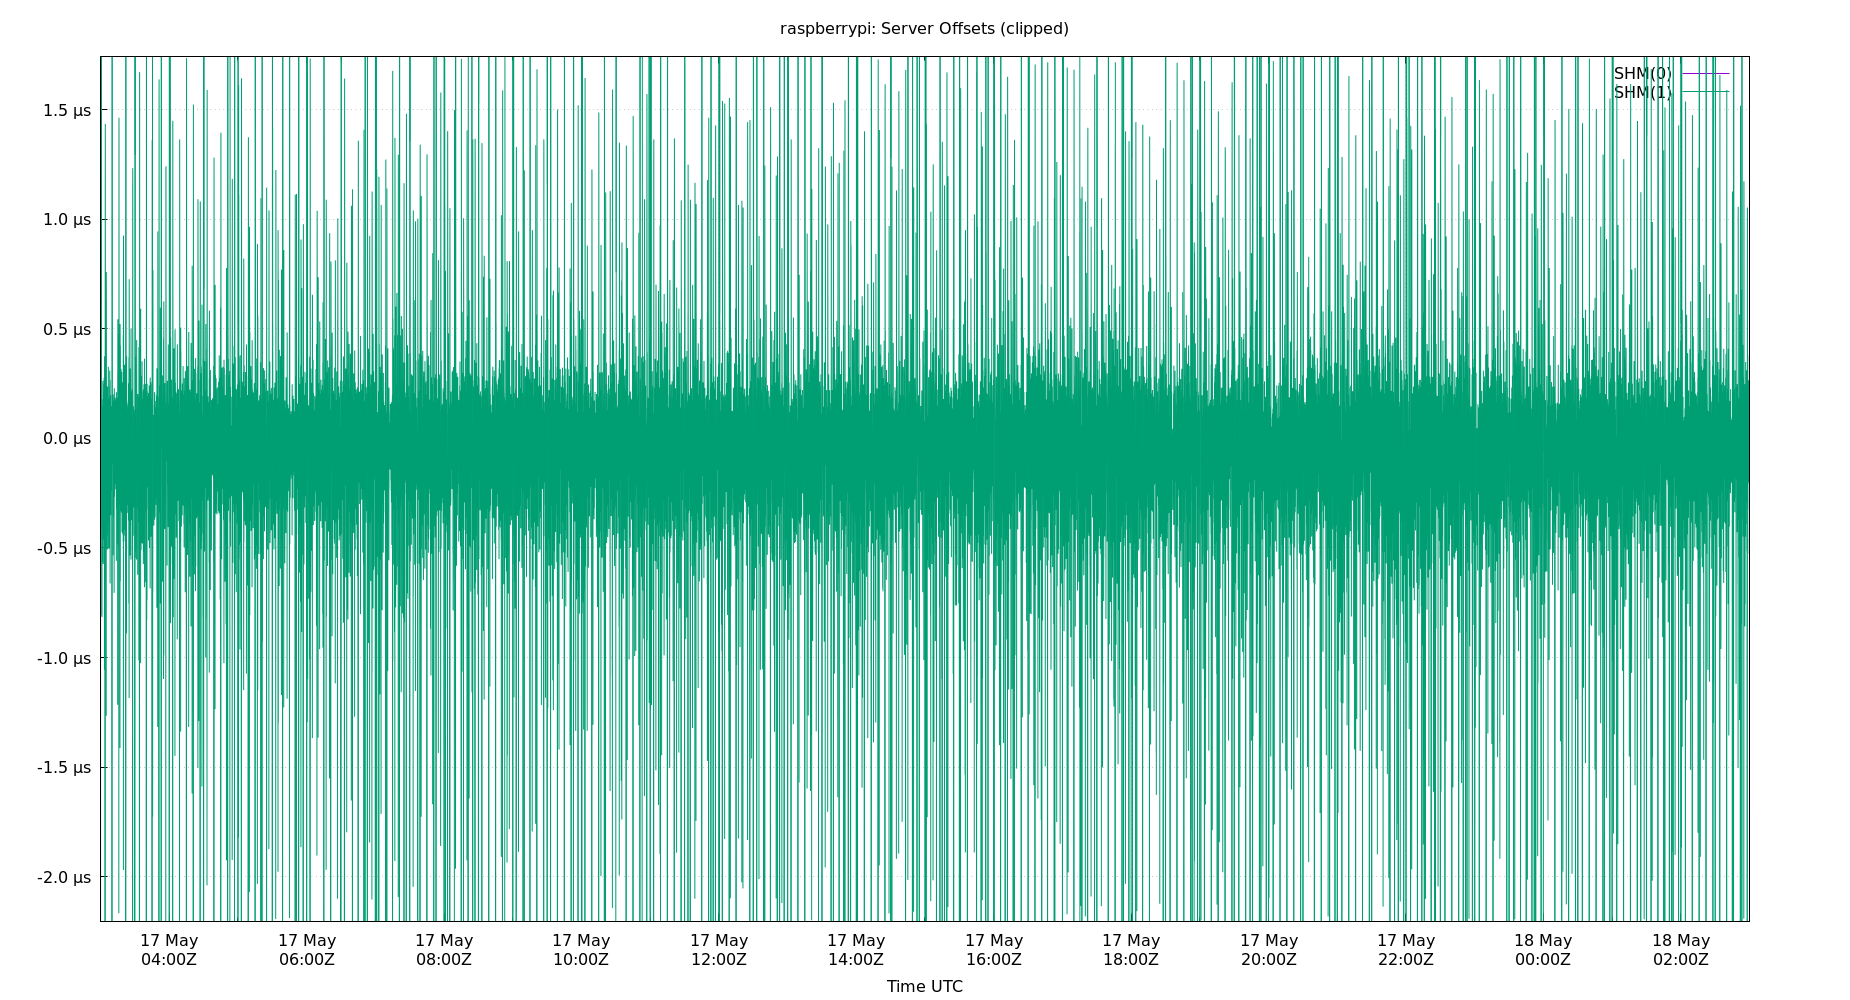 raspberrypi: Server Offsets (clipped)
SHM(0)
SHM(1)
1.5 µs
1.0 µs
0.5 µs
0.0 µs
-0.5 µs
-1.0 µs
-1.5 µs
-2.0 µs
17 May 17 May 17 May 17 May 17 May 17 May 17 May 17 May 17 May 17 May 18 May 18 May
04:00Z 06:00Z 08:00Z 10:00Z 12:00Z 14:00Z 16:00Z 18:00Z 20:00Z 22:00Z 00:00Z 02:00Z
Time UTC